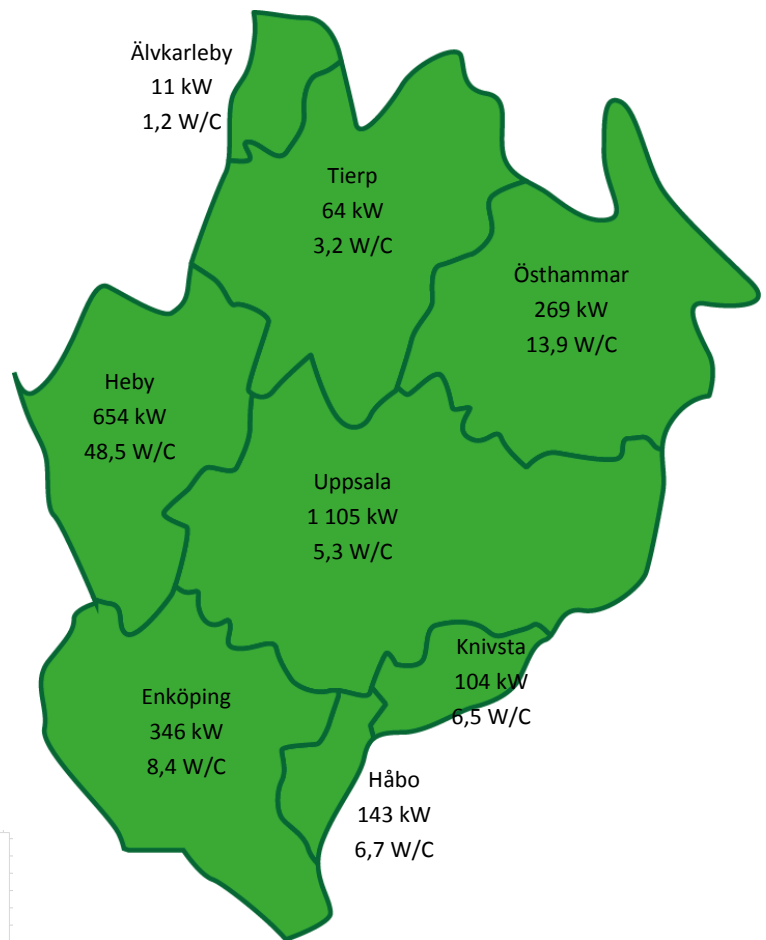 Älvkarleby
11 kW
1,2 W/C
Tierp
64 kW
3,2 W/C
Östhammar
269 kW
13,9 W/C
Heby
654 kW
48,5 W/C
Uppsala
1 105 kW
5,3 W/C
Knivsta
104 kW
6,5 W/C
Enköping
346 kW
8,4 W/C
Håbo
143 kW
6,7 W/C